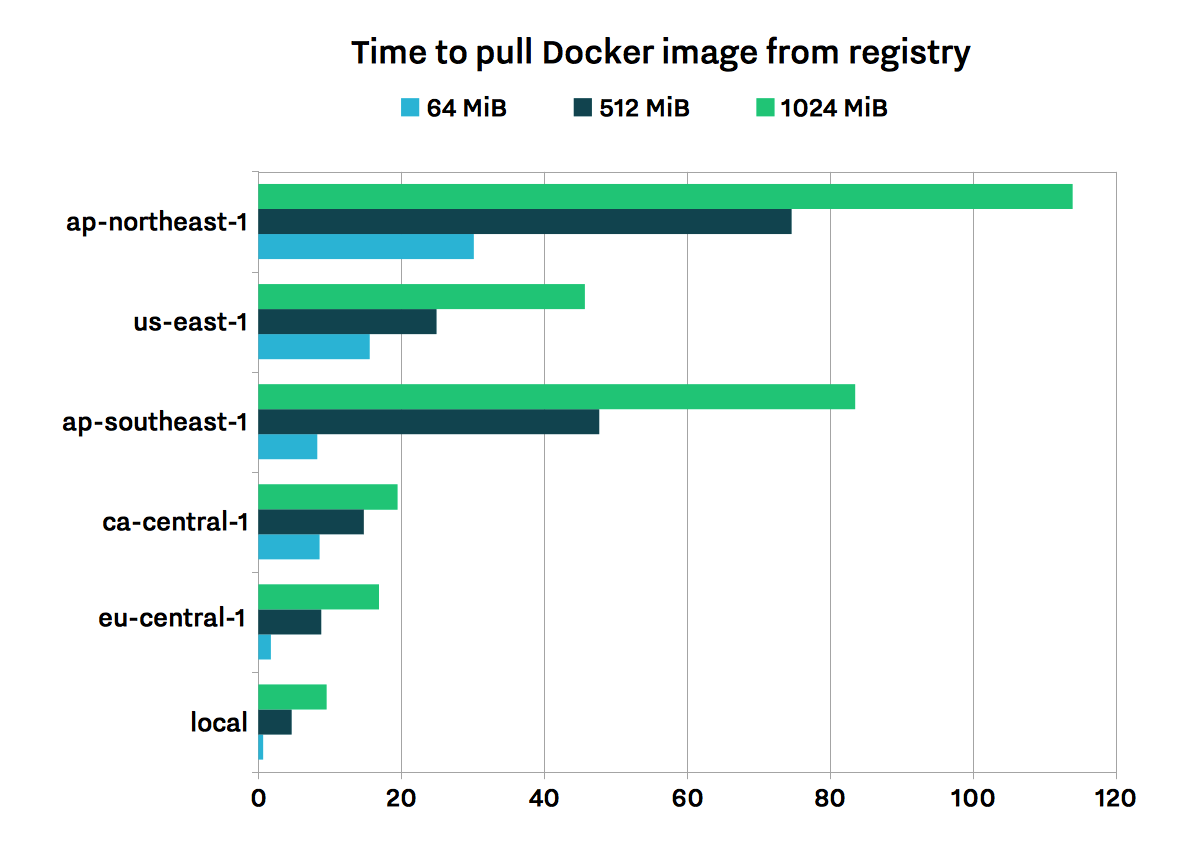 Time to pull Docker image from registry
64 MiB 512 MiB 1024 MiB
ap-northeast-1
us-east-1
ap-southeast-1
ca-central-1
eu-central-1
local
0 20 40 60 80 100 120